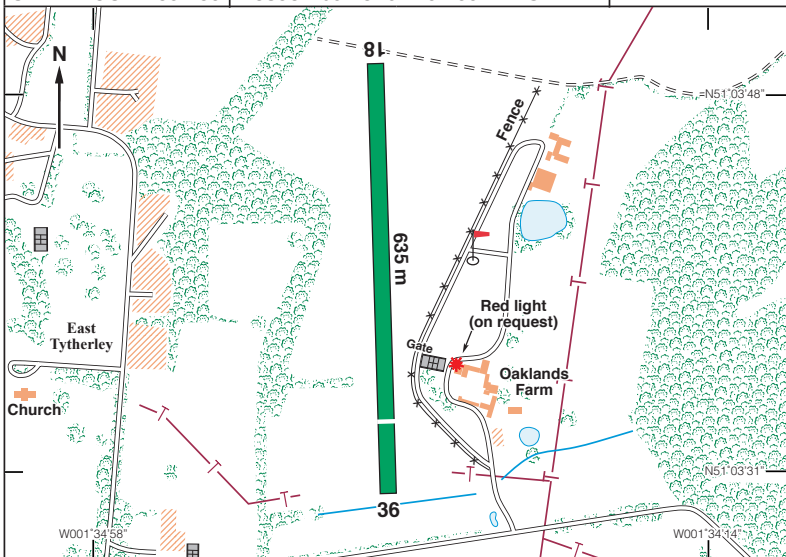 18
N
N51°03'48"
Fence
635 m
Red light
(on request)
East
Tytherley
Gate
Oaklands
Farm
Church
N51°03'31"
36
W001°34'58"
W001°34'14"